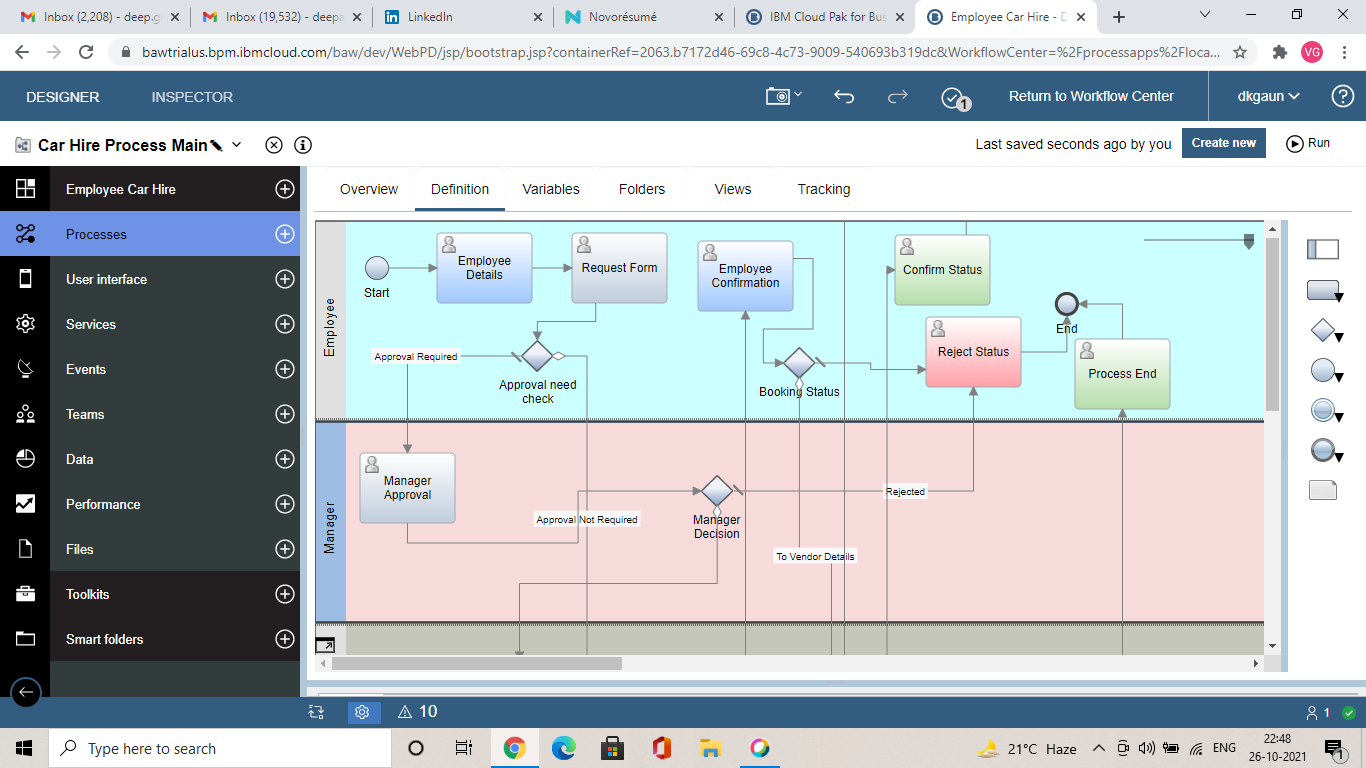 Inbox (2,208) - deep.g
Inbox (19,532) - deepa
LinkedIn
Novorésumé
IBM Cloud Pak for Bus
Employee Car Hire - D
bawtrialus.bpm.ibmcloud.com/baw/dev/WebPD/jsp/bootstrap.jsp?containerRef=2063.b7172d46-69c8-4c73-9009-540693b319dc&WorkflowCenter=%2Fprocessapps%2Floca...
VG
DESIGNER
INSPECTOR
1
Return to Workflow Center
dkgaun
Car Hire Process Main
Last saved seconds ago by you
Create new
Run
Employee Car Hire
Processes
User interface
Services
Events
Teams
Data
Performance
Files
Toolkits
Smart folders
Overview
Definition
Variables
Folders
Views
Tracking
Employee
Start
Employee
Details
Request Form
Employee
Confirmation
Confirm Status
End
Reject Status
Process End
Approval Required
Approval need
check
Booking Status
Manager
Manager
Approval
Approval Not Required
Manager
Decision
Rejected
To Vendor Details
10
1
Type here to search
21°C Haze
ENG
22:48
26-10-2021
1